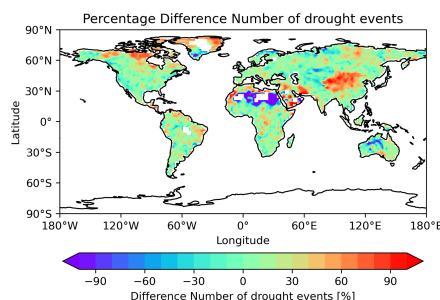 Percentage Difference Number of drought events
90°N
60°N
30°N
0°
30°S
60°S
90°S
Latitude
180°W 120°W 60°W 0° 60°E 120°E 180°E
Longitude
−90 −60 −30 0 30 60 90
Difference Number of drought events [%]